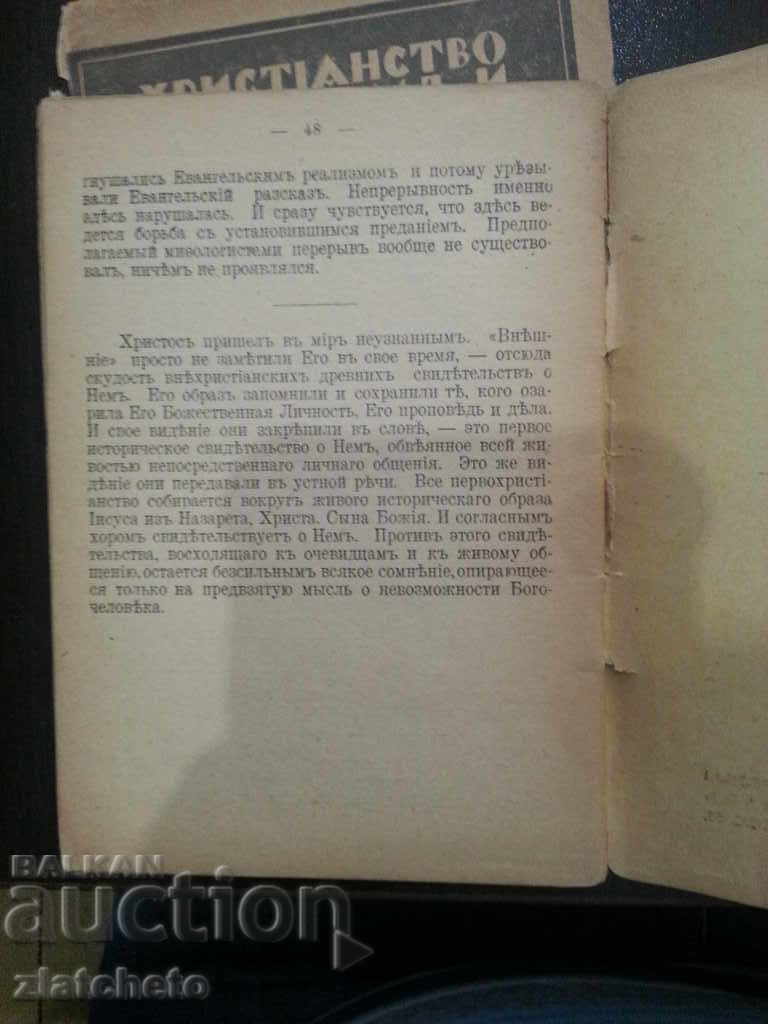 ХРИСТІАНСТВО
— 48 —
гнушались Евангельскимъ реализмомъ и потому урѣзы-
вали Евангельскій разсказъ. Непрерывность именно
здѣсь нарушалась. И сразу чувствуется, что здѣсь ве-
дется борьба съ установившимся преданіемъ. Предпо-
лагаемый миѳологистеми перерывъ вообще не существо-
валъ, ничѣмъ не проявлялся.
Христосъ пришел въ міръ неузнаннымъ. «Внѣш-
ніе» просто не замѣтили Его въ свое время, — отсюда
скудость внѣхристіанскихъ древнихъ свидѣтельствъ о
Немъ. Его образъ запомнили и сохранили тѣ, кого оза-
рила Его Божественная Личность, Его проповѣдь и дѣла.
И свое видѣніе они закрѣпили въ словѣ, — это первое
историческое свидѣтельство о Немъ, обвѣянное всей жи-
востью непосредственнаго личнаго общенія. Это же ви-
дѣніе они передавали въ устной рѣчи. Все первохристі-
анство собирается вокругъ живого историческаго образа
Іисуса изъ Назарета, Христа, Сына Божія. И согласнымъ
хоромъ свидѣтельствуетъ о Немъ. Противъ этого свидѣ-
тельства, восходящаго къ очевидцамъ и къ живому об-
щенію, остается безсильнымъ всякое сомнѣніе, опирающее-
ся только на предвзятую мысль о невозможности Бого-
человѣка.
BALKAN
auction
zlatcheto